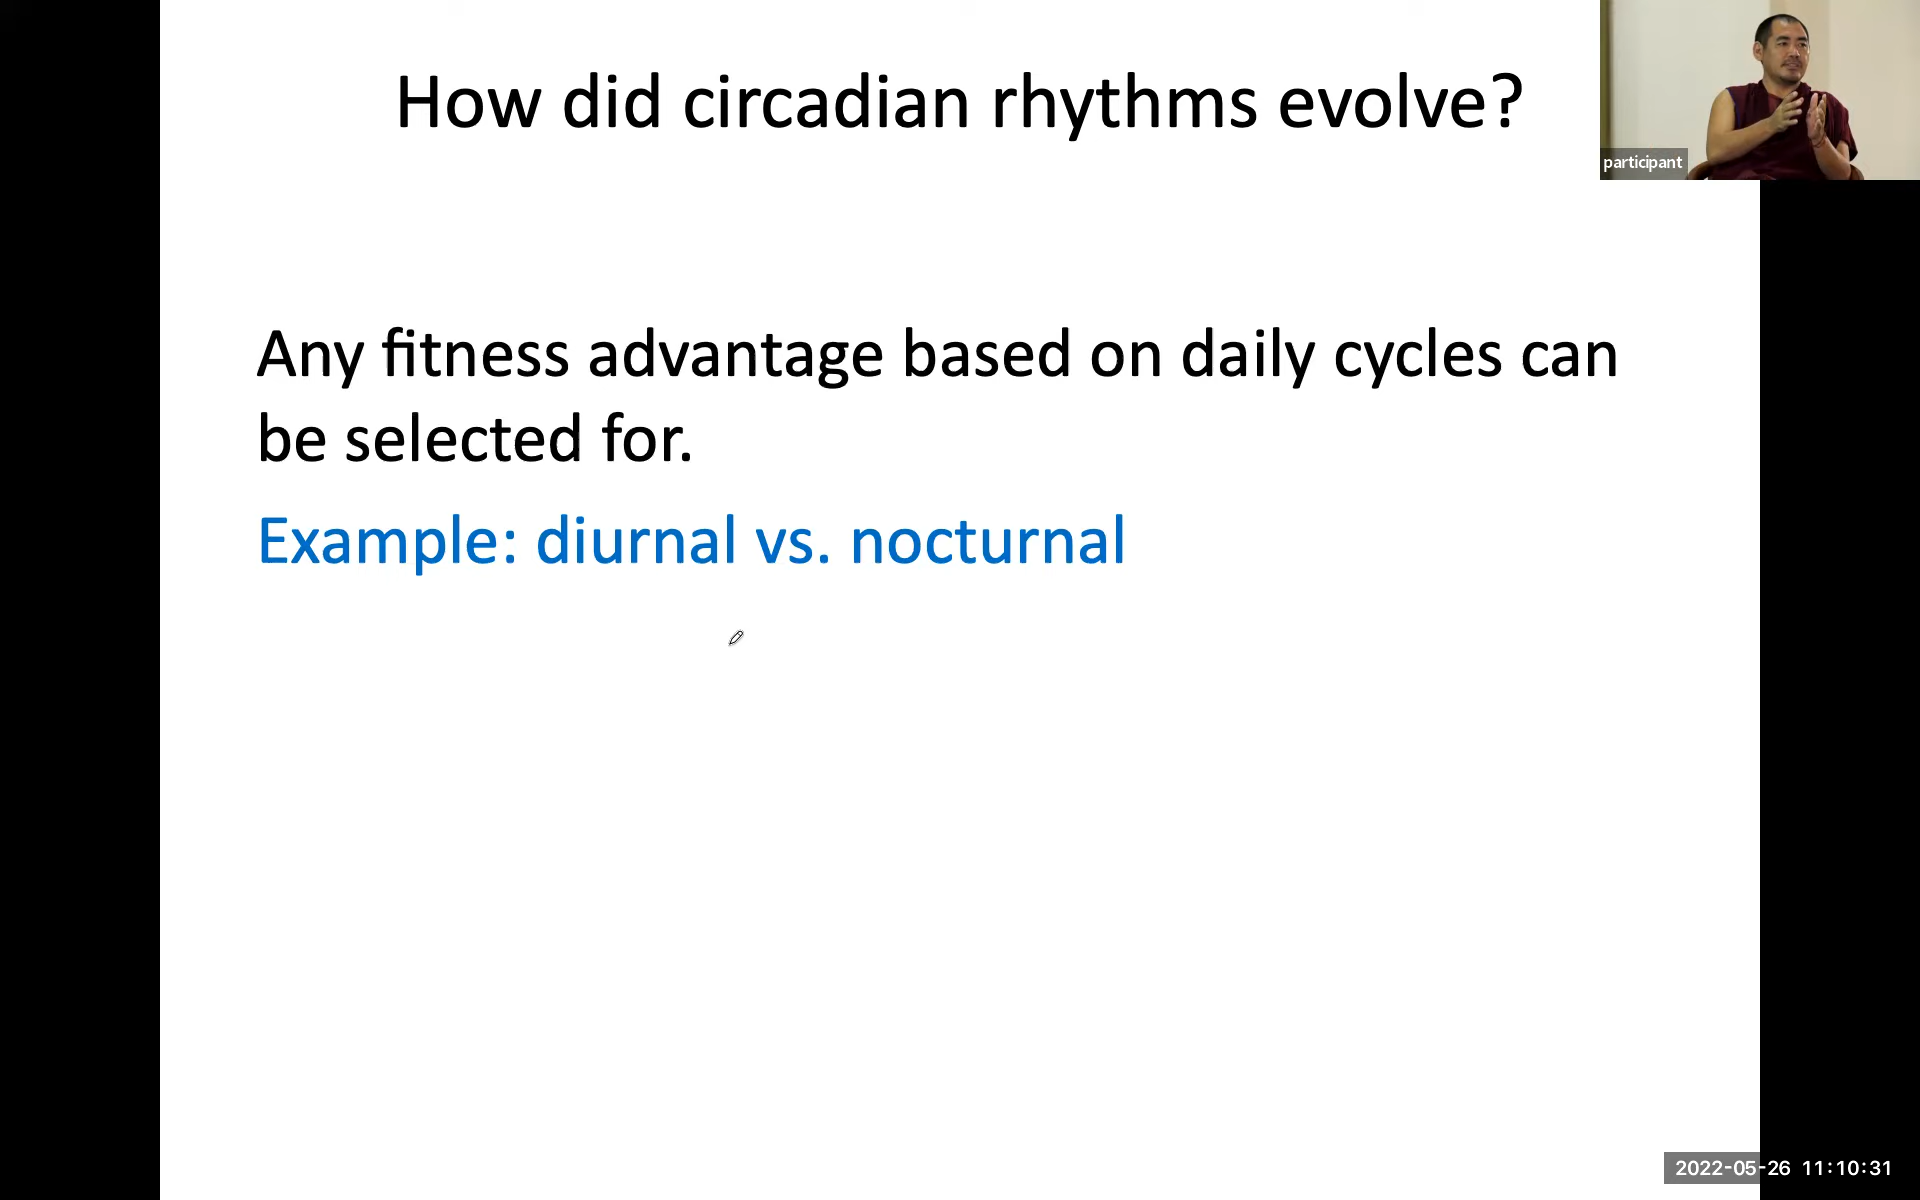 How did circadian rhythms evolve?
participant
Any fitness advantage based on daily cycles can
be selected for.
Example: diurnal vs. nocturnal
2022-05-26 11:10:31